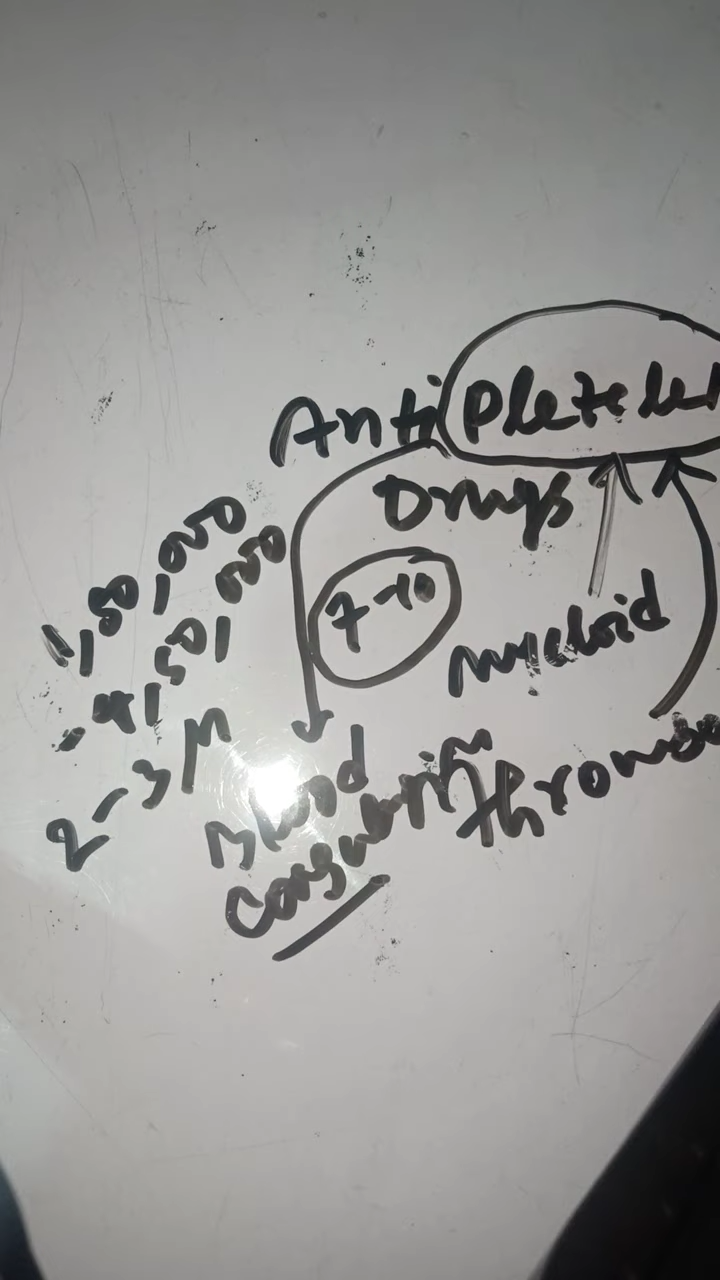 Anti Pletelet
Drugs
7-10
myeloid
Thrombo
1,50,000
- 4,50,000
2-3 μ
Blood
Coagulation